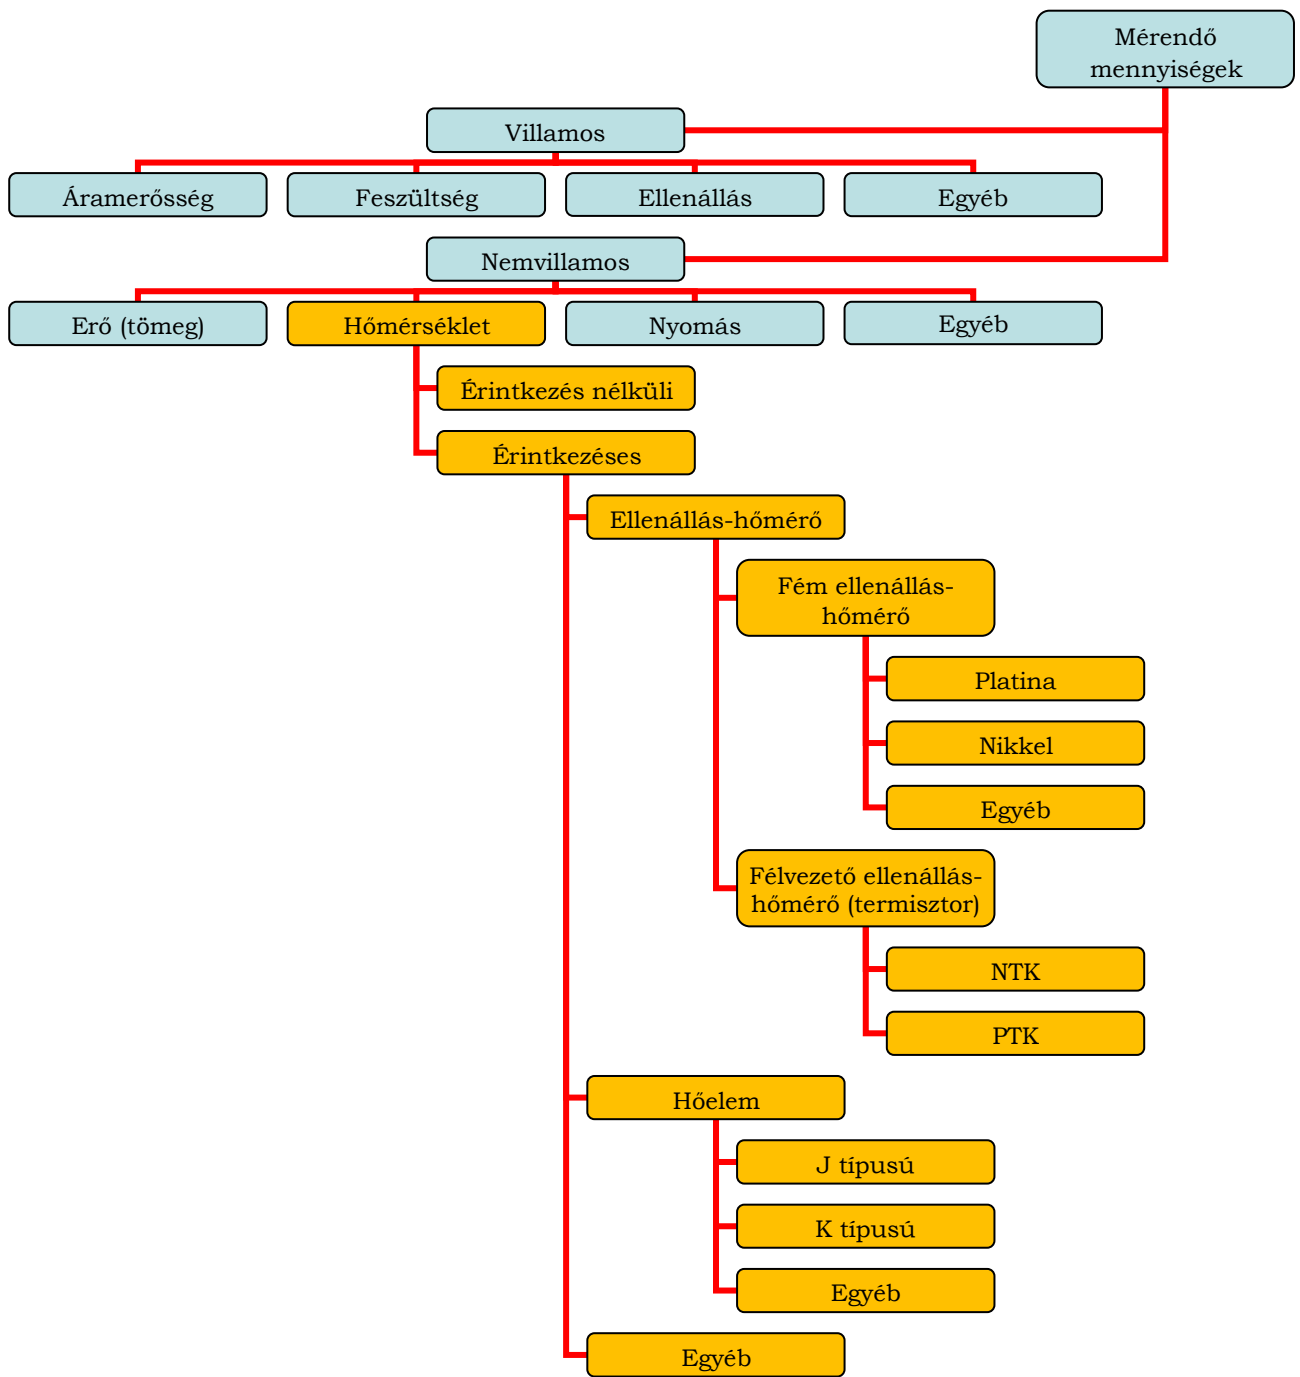 Mérendő
mennyiségek
Villamos
Áramerősség
Feszültség
Ellenállás
Egyéb
Nemvillamos
Erő (tömeg)
Hőmérséklet
Nyomás
Egyéb
Érintkezés nélküli
Érintkezéses
Ellenállás-hőmérő
Fém ellenállás-
hőmérő
Platina
Nikkel
Egyéb
Félvezető ellenállás-
hőmérő (termisztor)
NTK
PTK
Hőelem
J típusú
K típusú
Egyéb
Egyéb